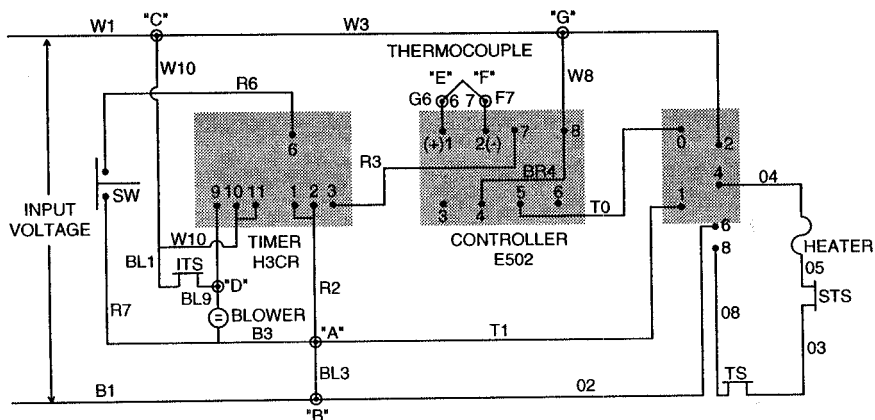 "C"
"G"
W1
W3
THERMOCOUPLE
W10
"E" "F"
W8
R6
G6 6 7 F7
6
(+)1 2(-) 7 8
0
2
R3
BR4
4
04
SW
9 10 11 1 2 3
3 4 5 6
T0
1
INPUT
VOLTAGE
W10
TIMER
H3CR
CONTROLLER
E502
6
8
HEATER
BL1
ITS
05
BL9
"D"
R2
STS
R7
BLOWER
08
B3
"A"
T1
03
BL3
TS
B1
02
"B"